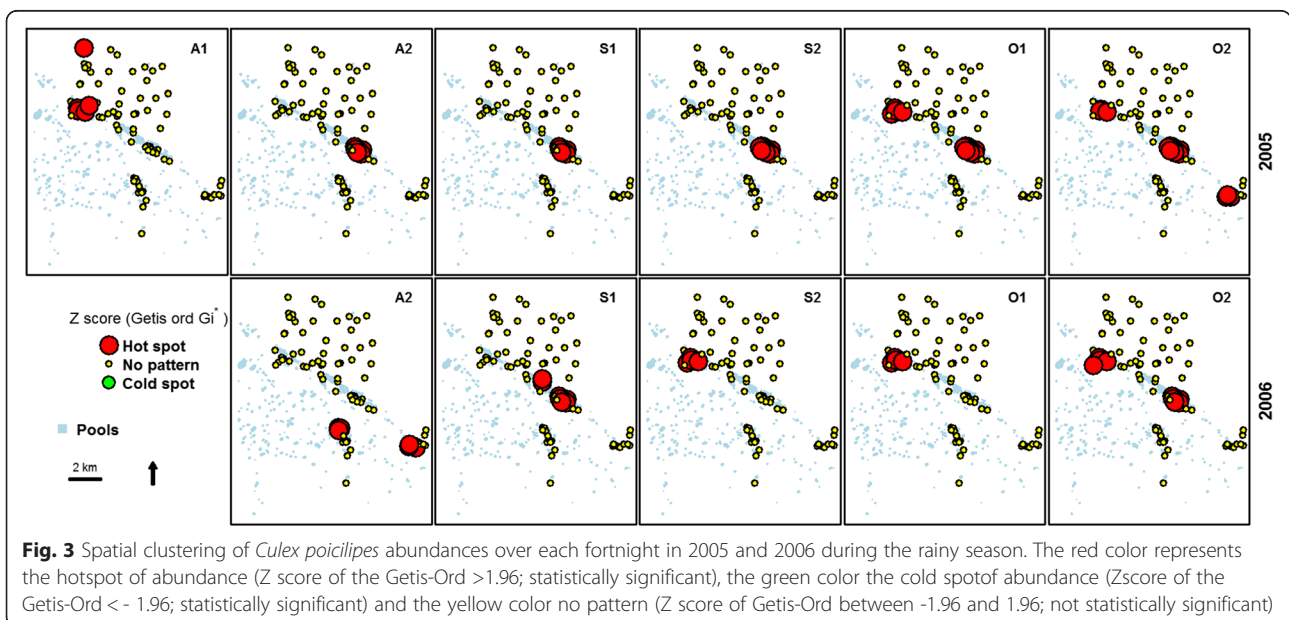 A1 A2 S1 S2 O1 O2
2005
A2 S1 S2 O1 O2
2006
Z score (Getis ord Gi*)
Hot spot
No pattern
Cold spot
Pools
2 km
Fig. 3 Spatial clustering of Culex poicilipes abundances over each fortnight in 2005 and 2006 during the rainy season. The red color represents
the hotspot of abundance (Z score of the Getis-Ord >1.96; statistically significant), the green color the cold spotof abundance (Zscore of the
Getis-Ord < - 1.96; statistically significant) and the yellow color no pattern (Z score of Getis-Ord between -1.96 and 1.96; not statistically significant)